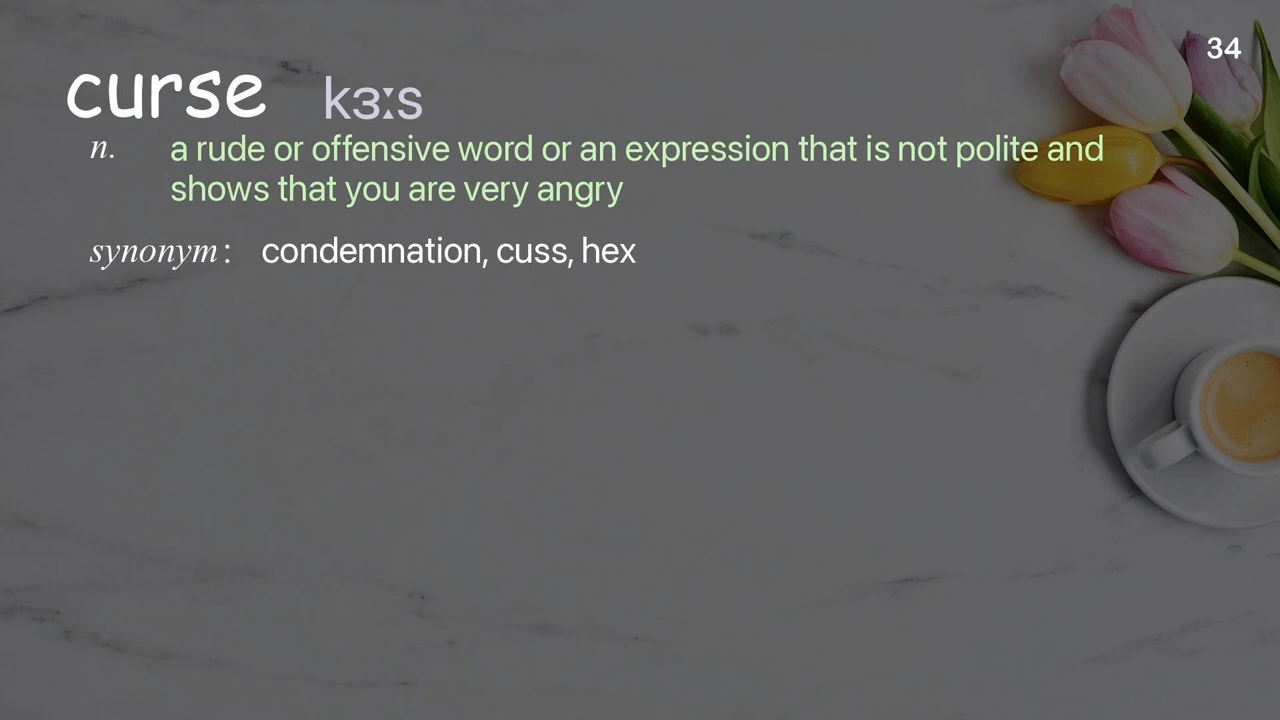 34
curse kɜːs
n. a rude or offensive word or an expression that is not polite and
shows that you are very angry
synonym: condemnation, cuss, hex